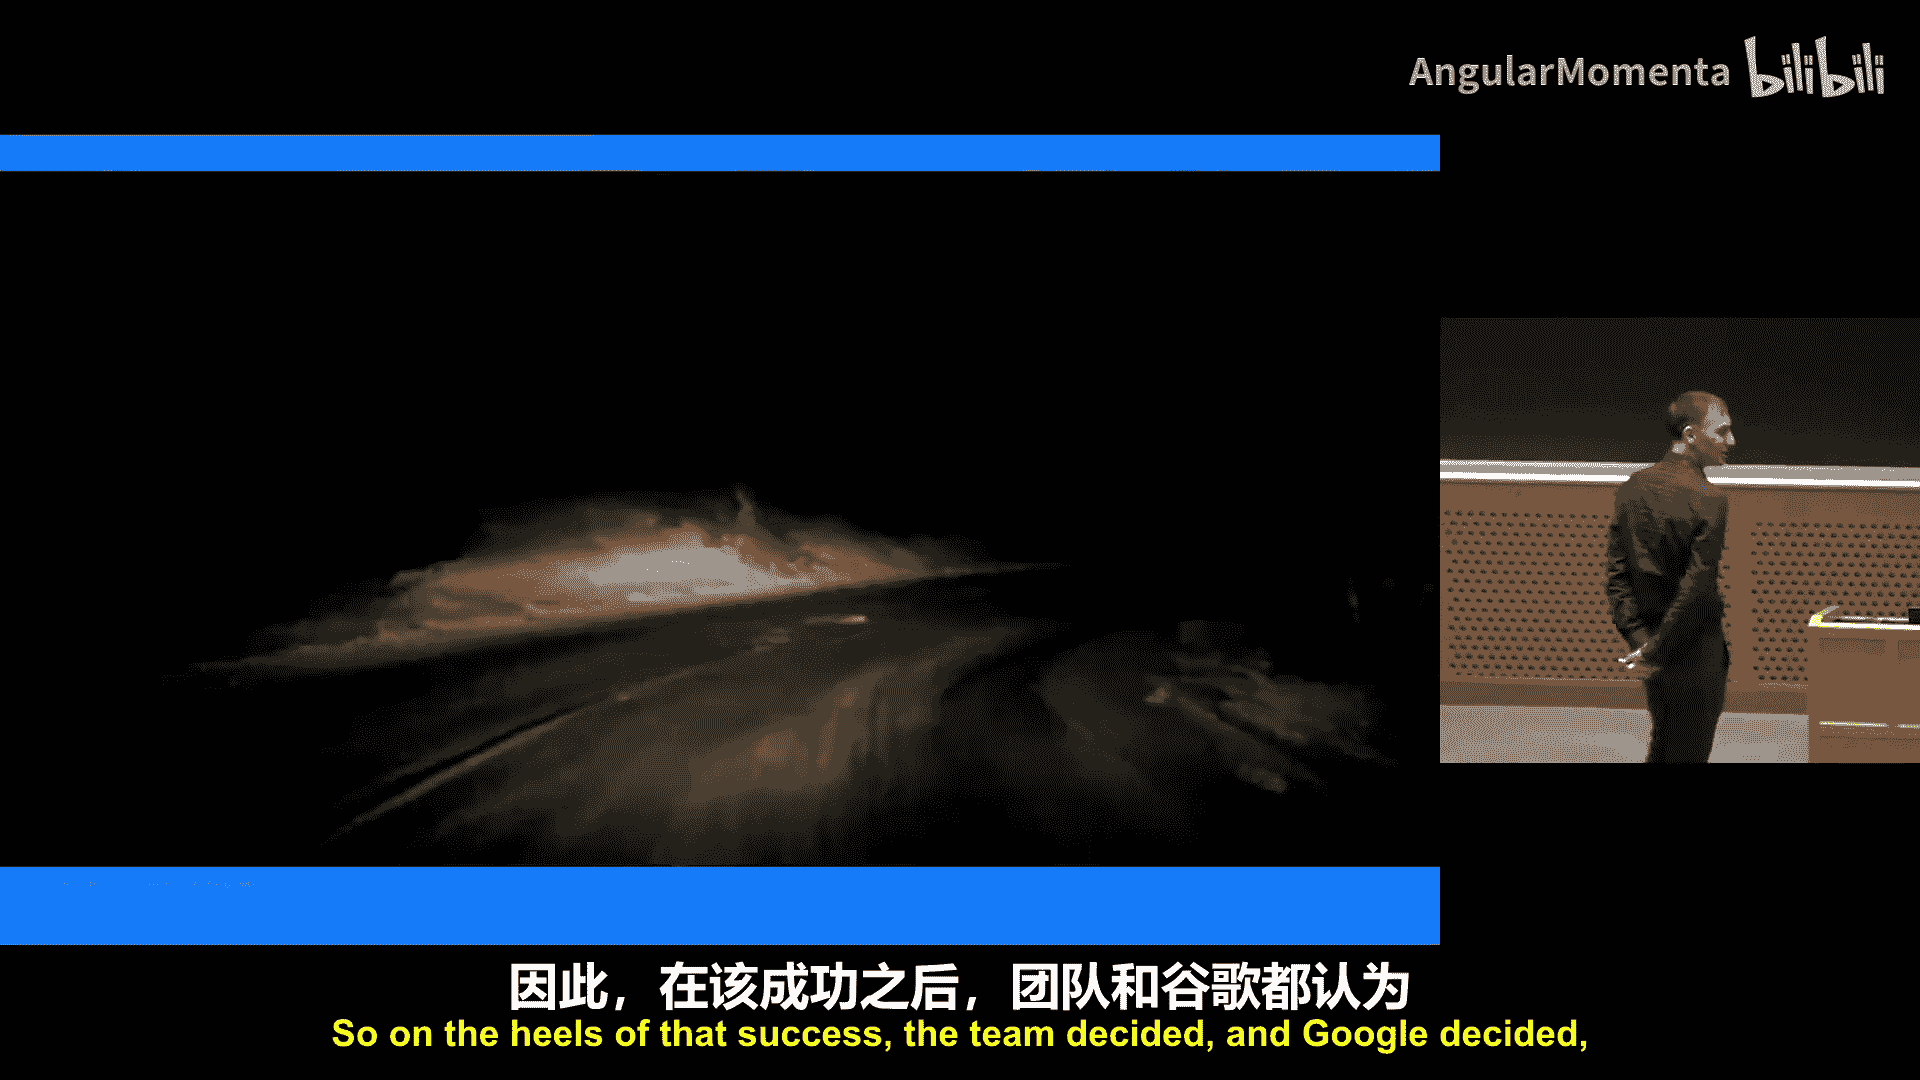 AngularMomenta bilibili
因此，在该成功之后，团队和谷歌都认为
So on the heels of that success, the team decided, and Google decided,